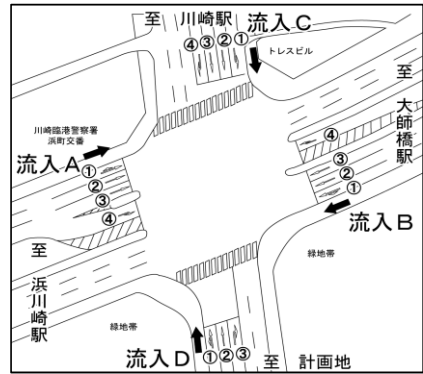 至 川崎駅 流入C
④③②①
トレスビル
至 大師橋駅
川崎臨港警察署
浜町交番
流入A
①
②
③
④
④
③
②
①
流入B
至 浜川崎駅
緑地帯
緑地帯
流入D
①②③
至 計画地